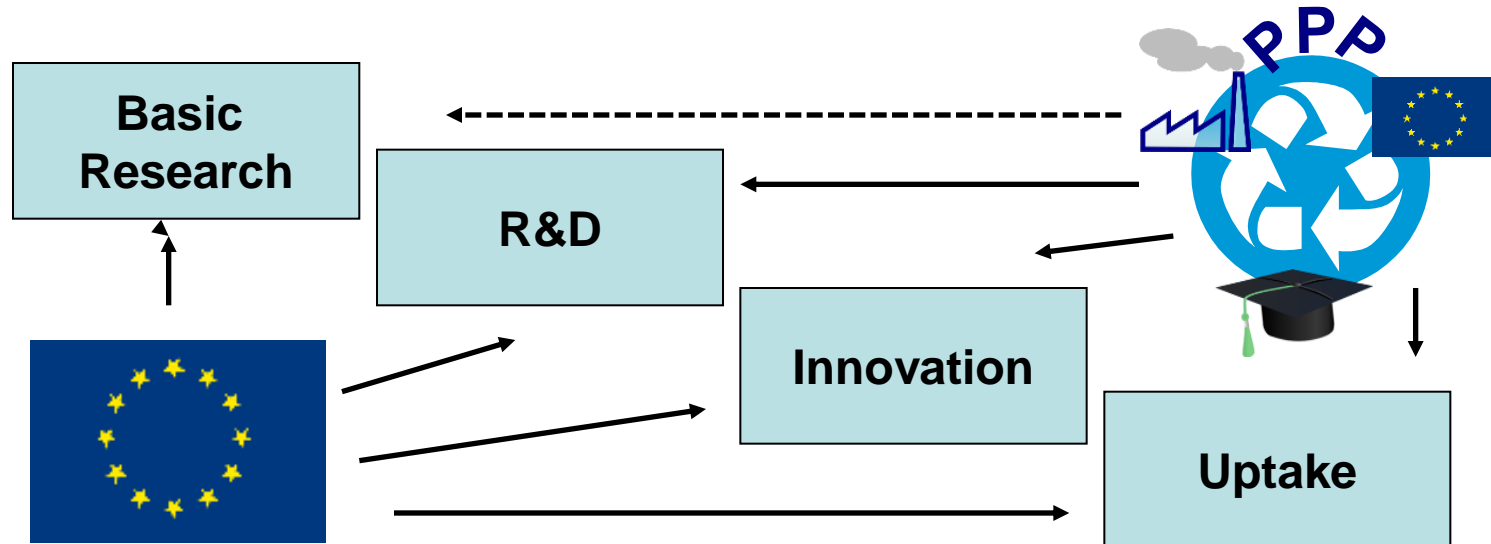 PPP
Basic
Research
R&D
Innovation
Uptake